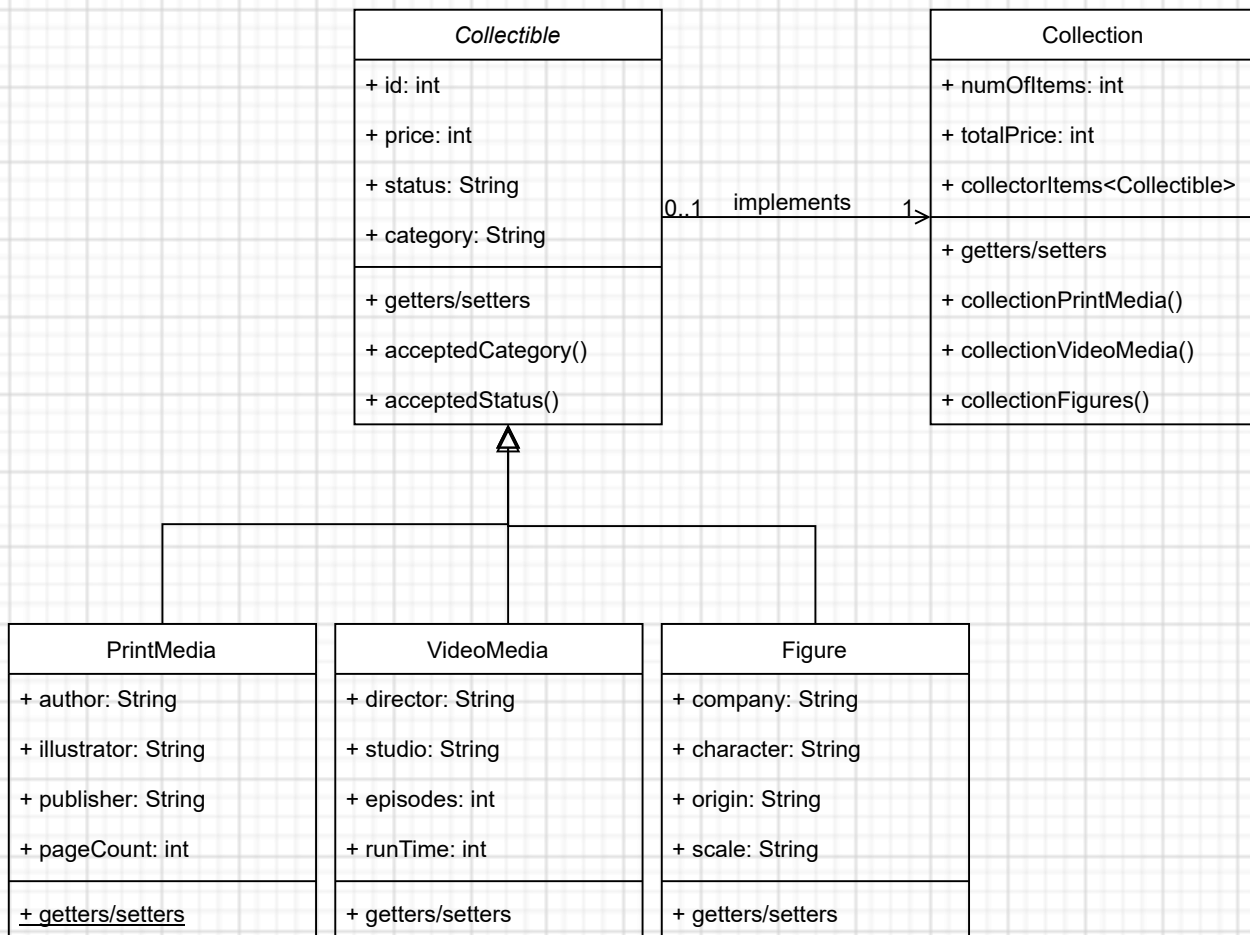 Collectible
+ id: int
+ price: int
+ status: String
+ category: String
+ getters/setters
+ acceptedCategory()
+ acceptedStatus()
0..1
implements
1
Collection
+ numOfItems: int
+ totalPrice: int
+ collectorItems<Collectible>
+ getters/setters
+ collectionPrintMedia()
+ collectionVideoMedia()
+ collectionFigures()
PrintMedia
+ author: String
+ illustrator: String
+ publisher: String
+ pageCount: int
+ getters/setters
VideoMedia
+ director: String
+ studio: String
+ episodes: int
+ runTime: int
+ getters/setters
Figure
+ company: String
+ character: String
+ origin: String
+ scale: String
+ getters/setters